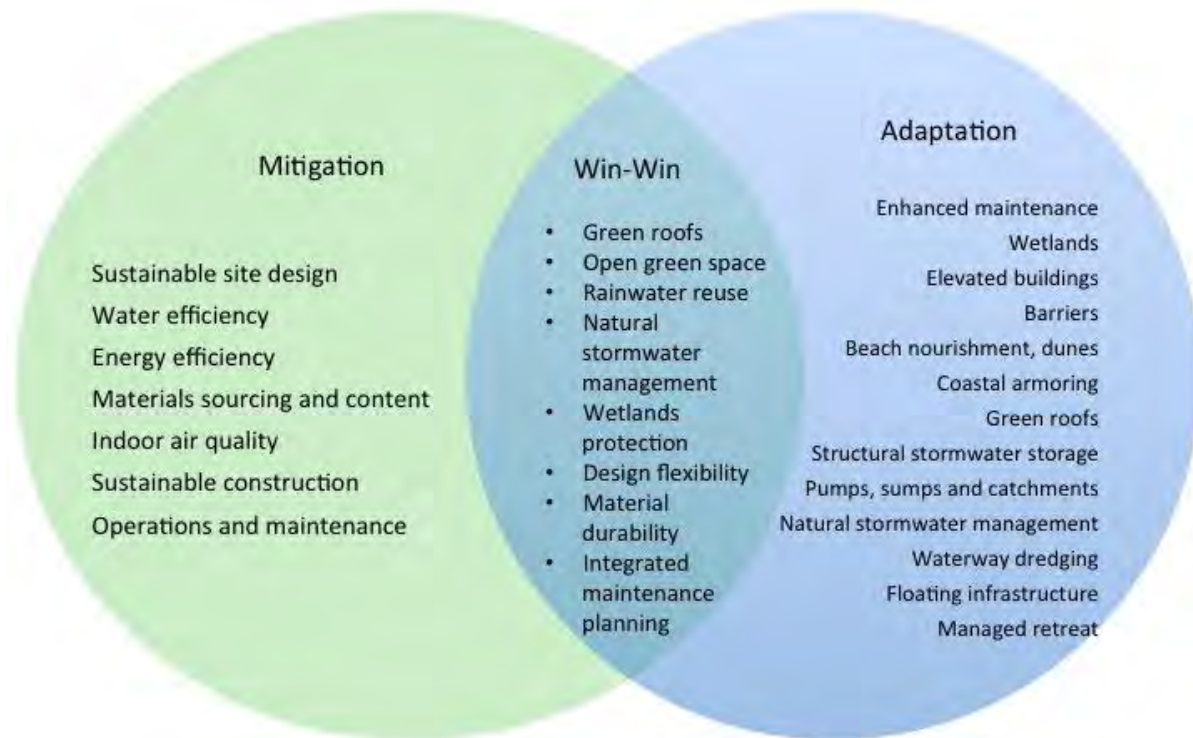 Mitigation
Sustainable site design
Water efficiency
Energy efficiency
Materials sourcing and content
Indoor air quality
Sustainable construction
Operations and maintenance
Win-Win
• Green roofs
• Open green space
• Rainwater reuse
• Natural
stormwater
management
• Wetlands
protection
• Design flexibility
• Material
durability
• Integrated
maintenance
planning
Adaptation
Enhanced maintenance
Wetlands
Elevated buildings
Barriers
Beach nourishment, dunes
Coastal armoring
Green roofs
Structural stormwater storage
Pumps, sumps and catchments
Natural stormwater management
Waterway dredging
Floating infrastructure
Managed retreat